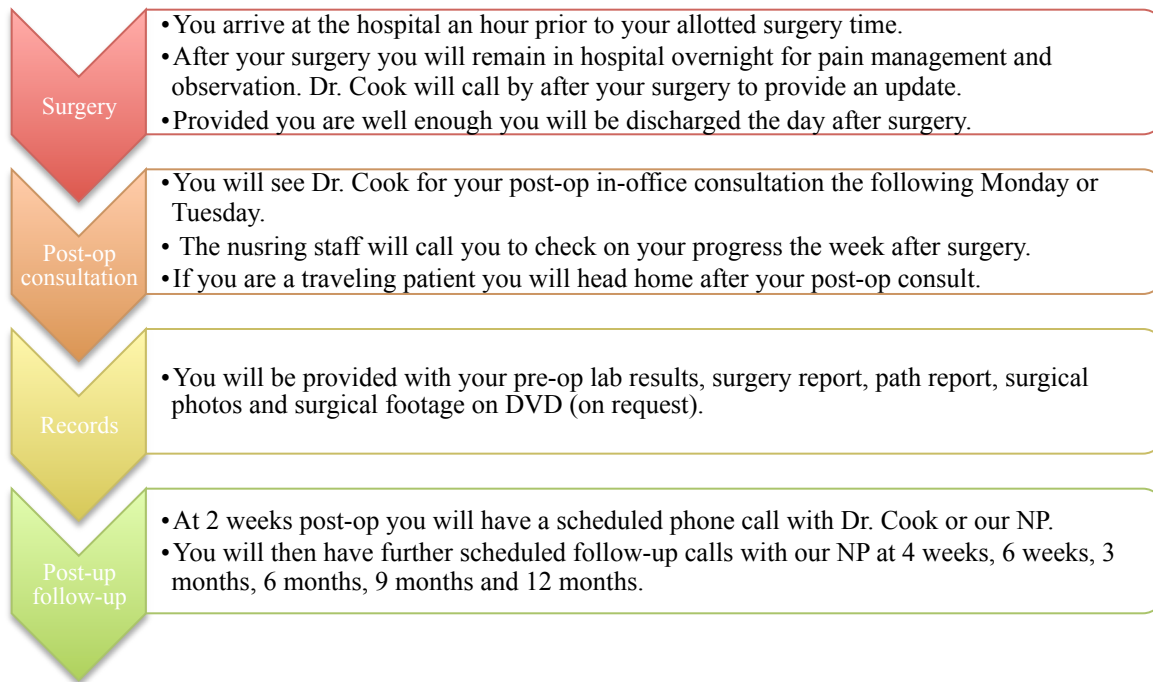 Surgery
•You arrive at the hospital an hour prior to your allotted surgery time.
•After your surgery you will remain in hospital overnight for pain management and
observation. Dr. Cook will call by after your surgery to provide an update.
•Provided you are well enough you will be discharged the day after surgery.
Post-op
consultation
•You will see Dr. Cook for your post-op in-office consultation the following Monday or
Tuesday.
• The nusring staff will call you to check on your progress the week after surgery.
•If you are a traveling patient you will head home after your post-op consult.
Records
•You will be provided with your pre-op lab results, surgery report, path report, surgical
photos and surgical footage on DVD (on request).
Post-up
follow-up
•At 2 weeks post-op you will have a scheduled phone call with Dr. Cook or our NP.
•You will then have further scheduled follow-up calls with our NP at 4 weeks, 6 weeks, 3
months, 6 months, 9 months and 12 months.